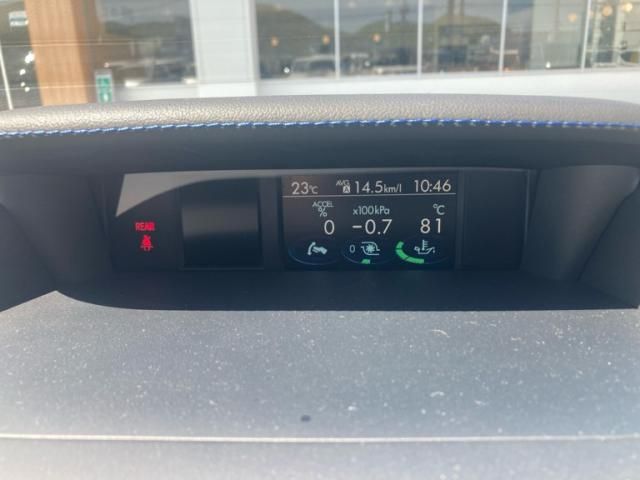 23℃ AVG A 14.5km/l 10:46
ACCEL
% x100kPa ℃
0 -0.7 81
REAR
0